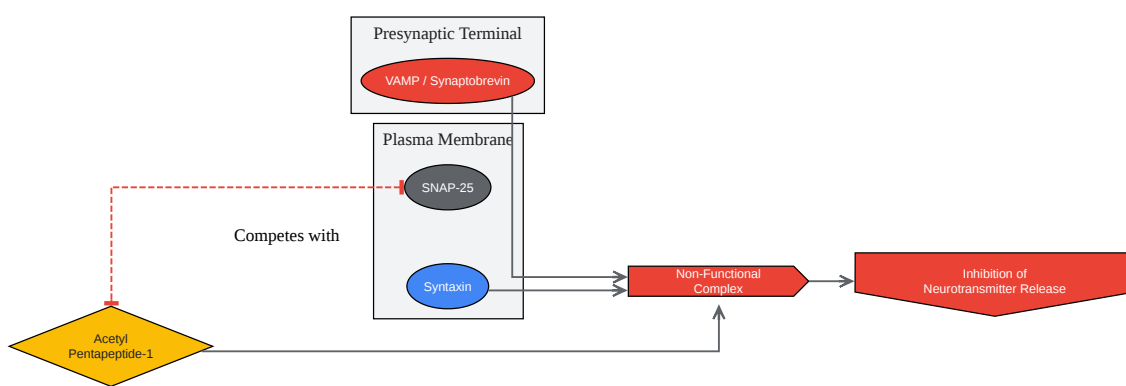 Presynaptic Terminal
VAMP / Synaptobrevin
Plasma Membrane
SNAP-25
Competes with
Syntaxin
Non-Functional
Complex
Inhibition of
Neurotransmitter Release
Acetyl
Pentapeptide-1